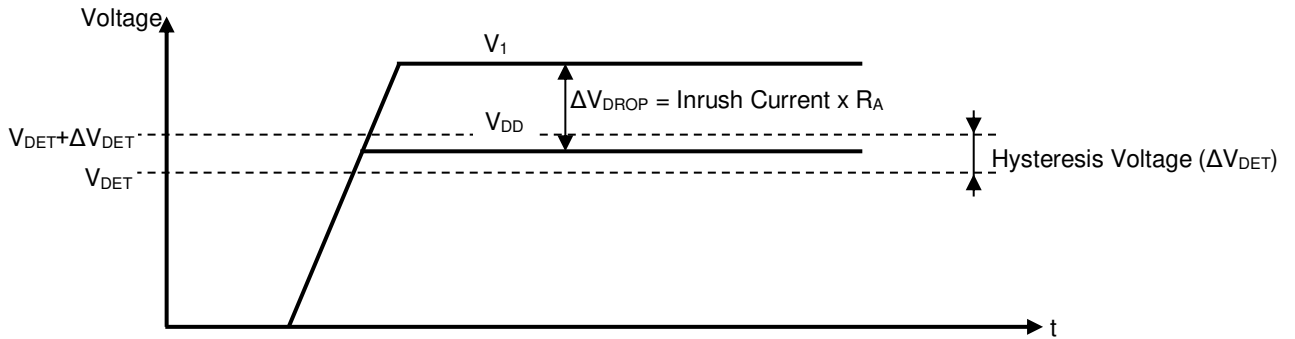 Voltage
V1
ΔVDROP = Inrush Current x RA
VDD
VDET+ΔVDET
Hysteresis Voltage (ΔVDET)
VDET
t